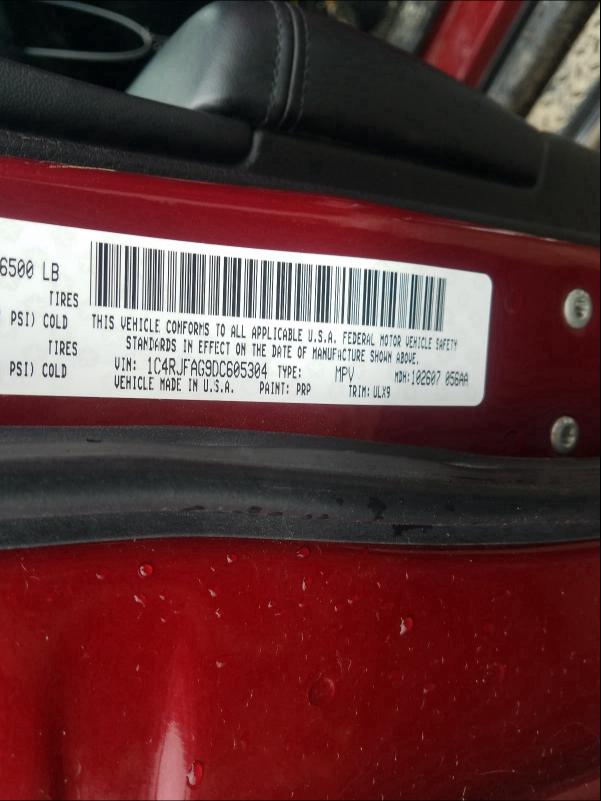 6500 LB
TIRES
PSI) COLD
TIRES
PSI) COLD
THIS VEHICLE CONFORMS TO ALL APPLICABLE U.S.A. FEDERAL MOTOR VEHICLE SAFETY
STANDARDS IN EFFECT ON THE DATE OF MANUFACTURE SHOWN ABOVE.
VIN: 1C4RJFAG9DC605304 TYPE: MPV MDH:102607 056AA
VEHICLE MADE IN U.S.A. PAINT: PRP TRIM: ULX9